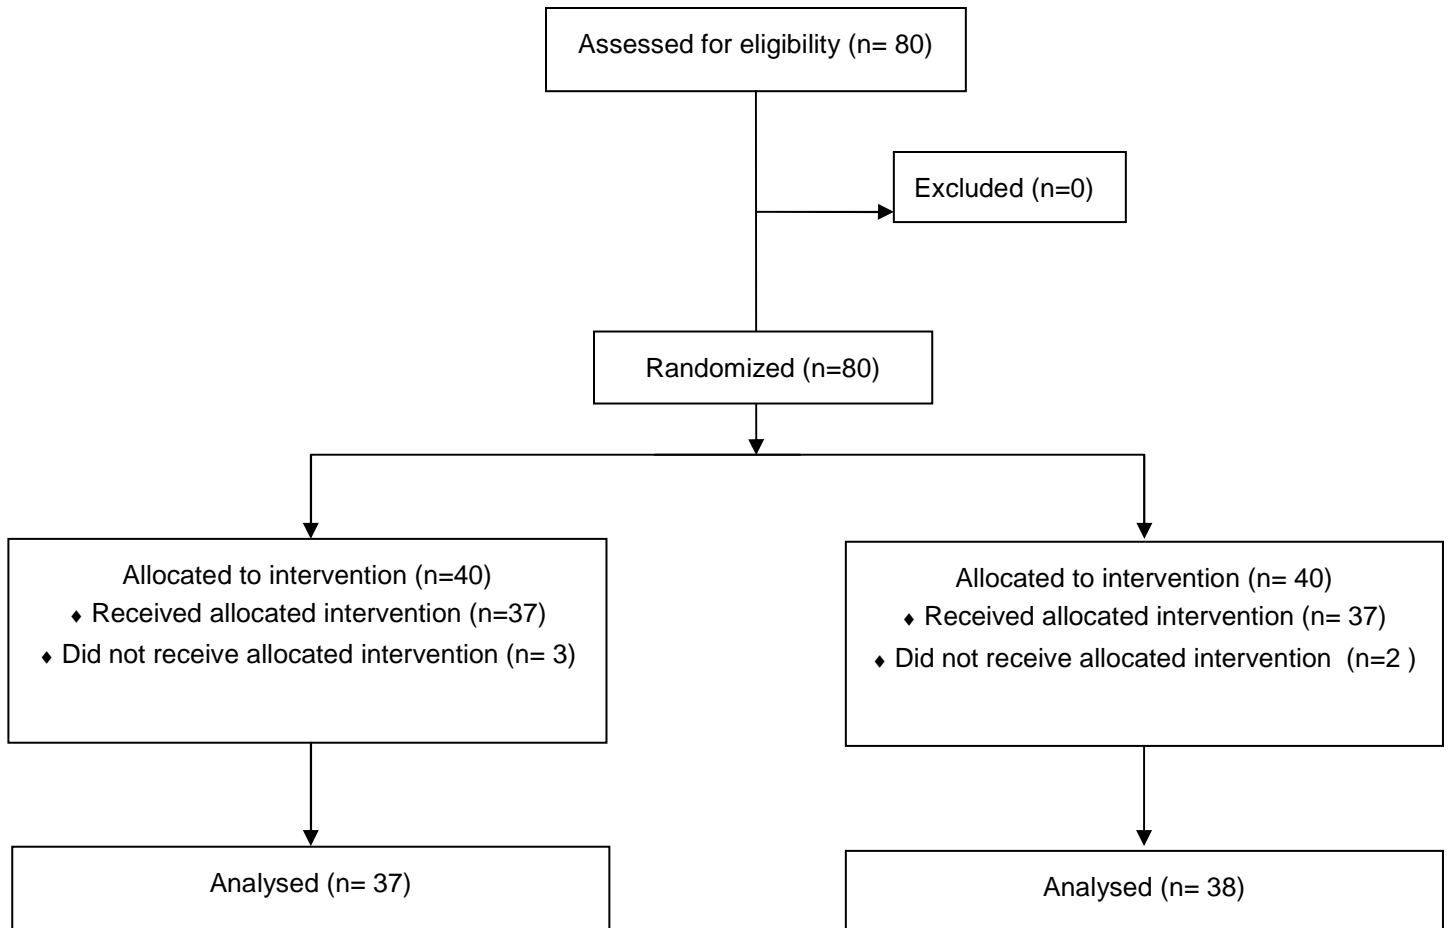 Assessed for eligibility (n= 80)
Excluded (n=0)
Randomized (n=80)
Allocated to intervention (n=40)
♦ Received allocated intervention (n=37)
♦ Did not receive allocated intervention (n= 3)
Allocated to intervention (n= 40)
♦ Received allocated intervention (n= 37)
♦ Did not receive allocated intervention  (n=2 )
Analysed (n= 37)
Analysed (n= 38)